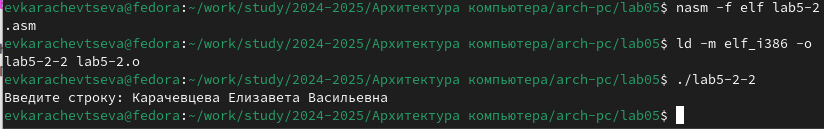 evkarachevtseva@fedora:~/work/study/2024-2025/Архитектура компьютера/arch-pc/lab05$ nasm -f elf lab5-2
.asm
evkarachevtseva@fedora:~/work/study/2024-2025/Архитектура компьютера/arch-pc/lab05$ ld -m elf_i386 -o
lab5-2-2 lab5-2.o
evkarachevtseva@fedora:~/work/study/2024-2025/Архитектура компьютера/arch-pc/lab05$ ./lab5-2-2
Введите строку: Карачевцева Елизавета Васильевна
evkarachevtseva@fedora:~/work/study/2024-2025/Архитектура компьютера/arch-pc/lab05$